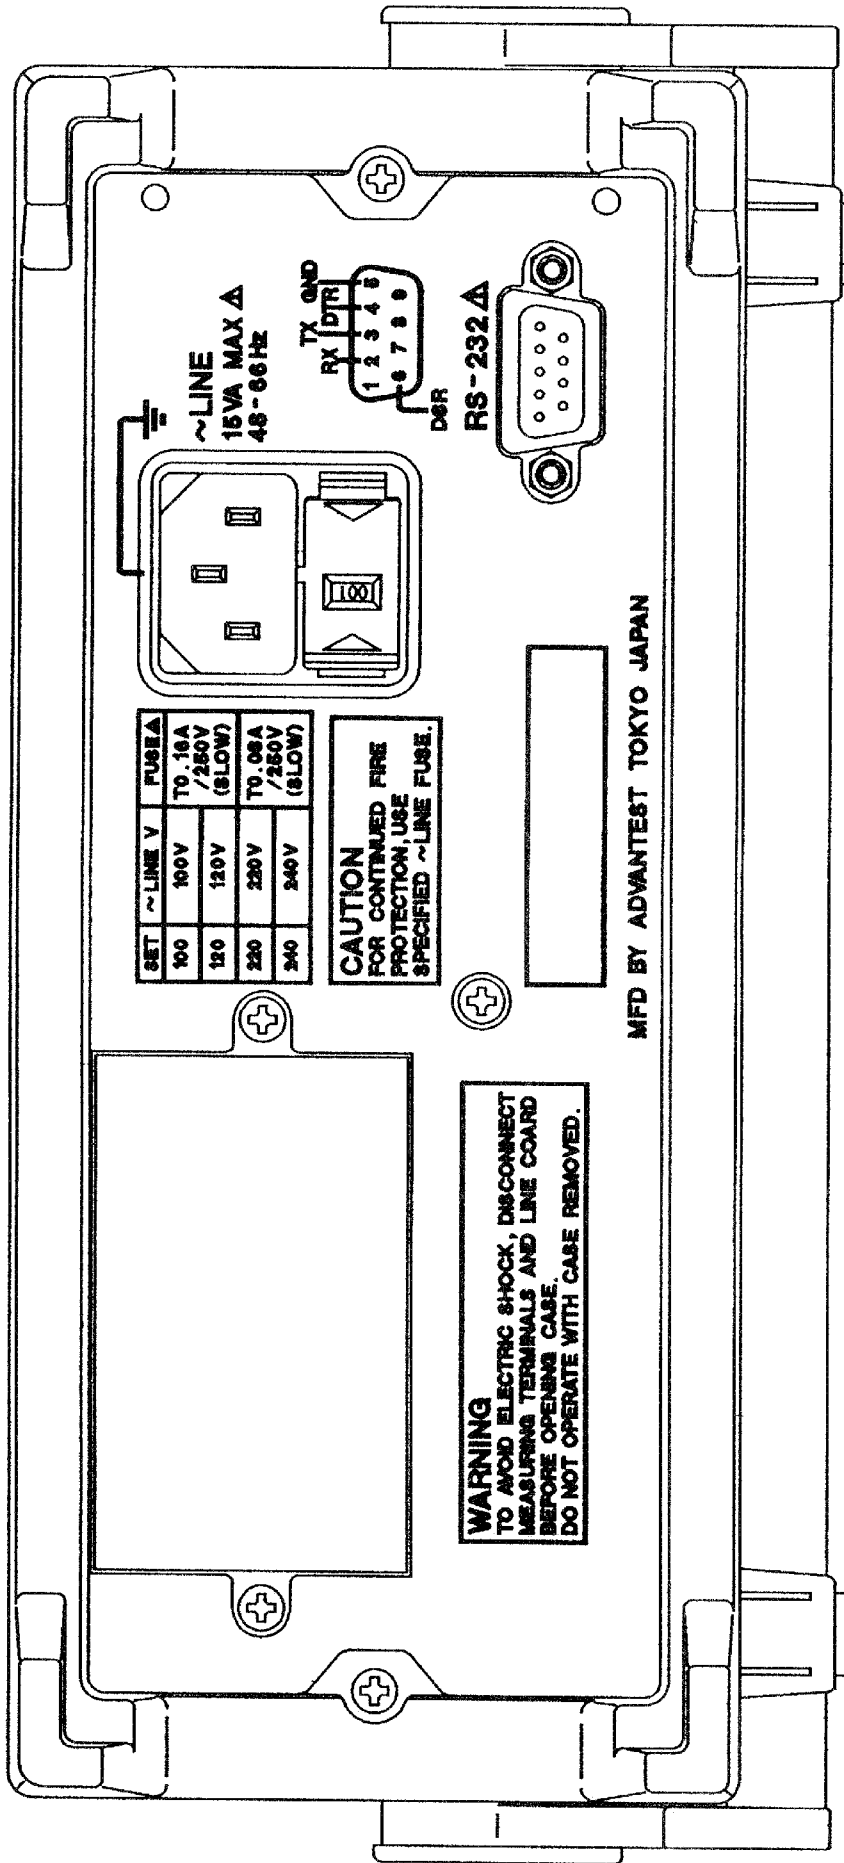 SET ~LINE V FUSE⚠
100 100V T0.16A
/250V
120 120V (SLOW)
220 220V T0.08A
/250V
240 240V (SLOW)
CAUTION
FOR CONTINUED FIRE
PROTECTION,USE
SPECIFIED ~LINE FUSE.
100
~LINE
15VA MAX ⚠
48-66Hz
TX GND
RX DTR
1 2 3 4 5
6 7 8 9
DSR
RS-232⚠
WARNING
TO AVOID ELECTRIC SHOCK, DISCONNECT
MEASURING TERMINALS AND LINE COARD
BEFORE OPENING CASE.
DO NOT OPERATE WITH CASE REMOVED.
MFD BY ADVANTEST TOKYO JAPAN